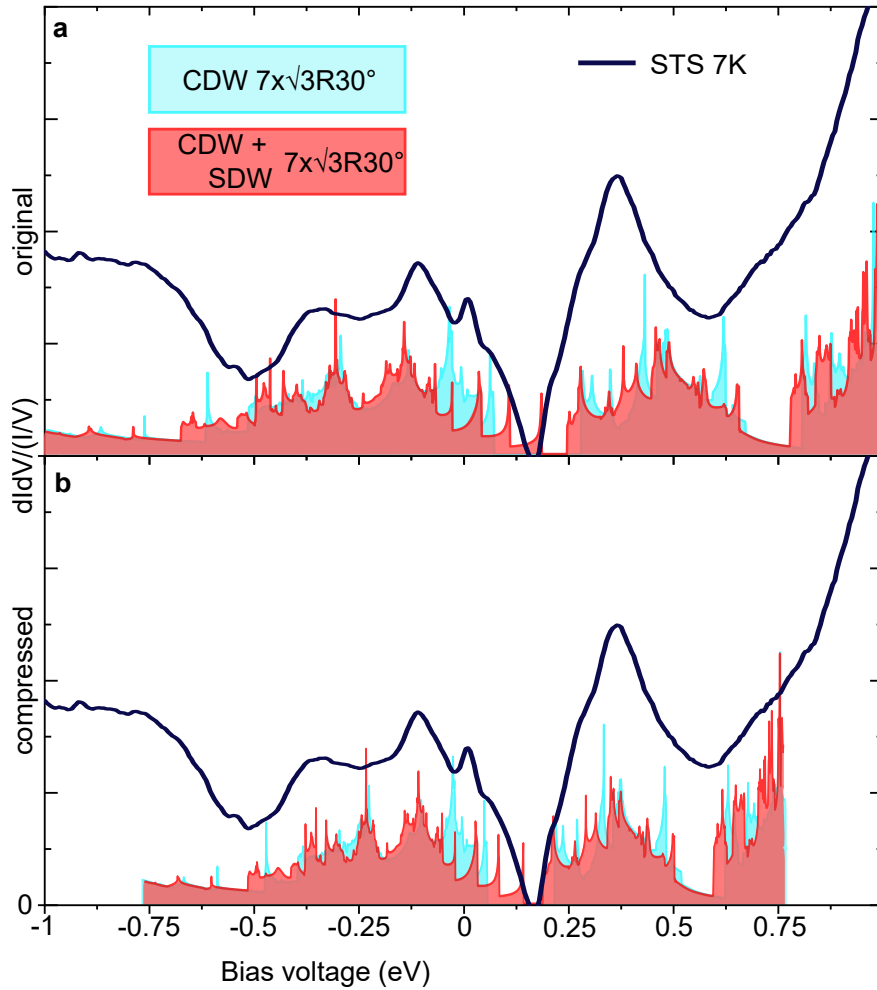 a
CDW 7x√3R30°
STS 7K
CDW +
SDW 7x√3R30°
original
dIdV/(I/V)
b
compressed
0
-1 -0.75 -0.5 -0.25 0 0.25 0.5 0.75
Bias voltage (eV)